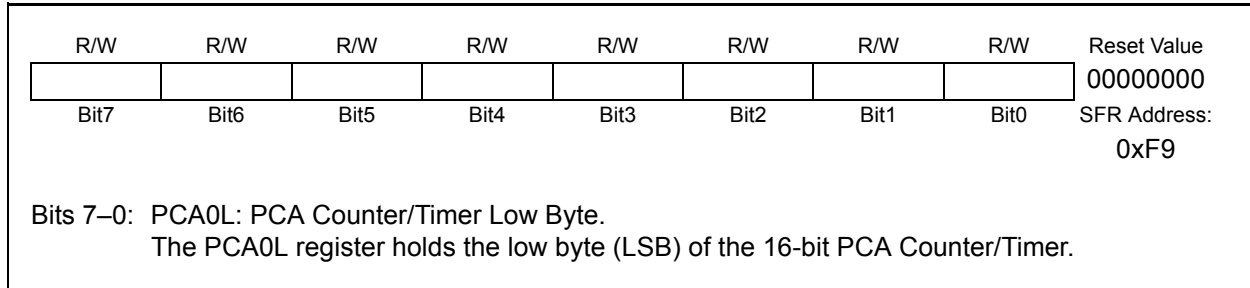 R/W R/W R/W R/W R/W R/W R/W R/W Reset Value
00000000
Bit7 Bit6 Bit5 Bit4 Bit3 Bit2 Bit1 Bit0 SFR Address:
0xF9
Bits 7–0: PCA0L: PCA Counter/Timer Low Byte.
The PCA0L register holds the low byte (LSB) of the 16-bit PCA Counter/Timer.